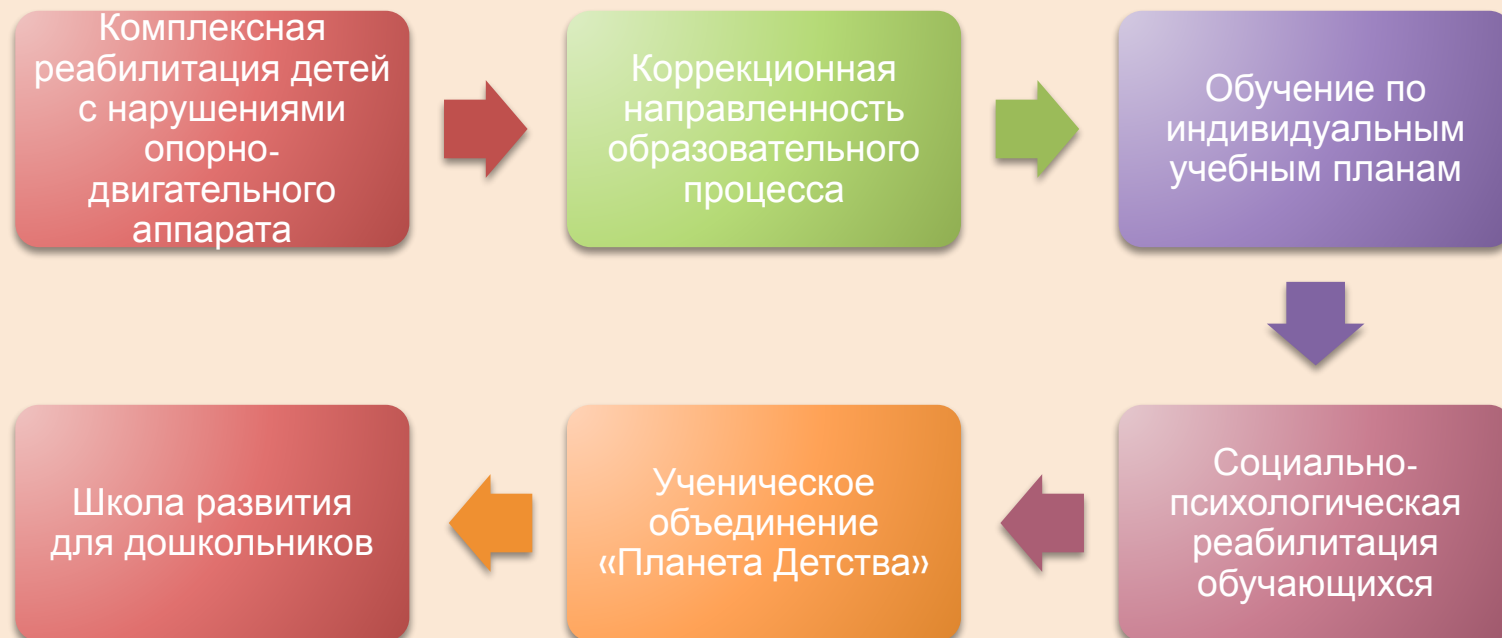 Комплексная
реабилитация детей
с нарушениями
опорно-
двигательного
аппарата
Коррекционная
направленность
образовательного
процесса
Обучение по
индивидуальным
учебным планам
Социально-
психологическая
реабилитация
обучающихся
Ученическое
объединение
«Планета Детства»
Школа развития
для дошкольников